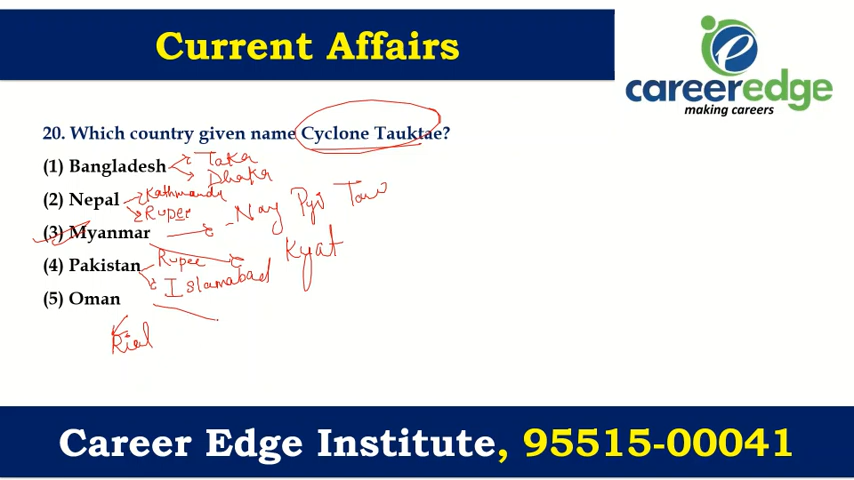 Current Affairs
careeredge
making careers
20. Which country given name Cyclone Tauktae?
(1) Bangladesh Taka
Dhaka
(2) Nepal Kathmandu
Rupee
(3) Myanmar Nay Pyi Taw
Kyat
(4) Pakistan Rupee
Islamabad
(5) Oman
Rial
Career Edge Institute, 95515-00041